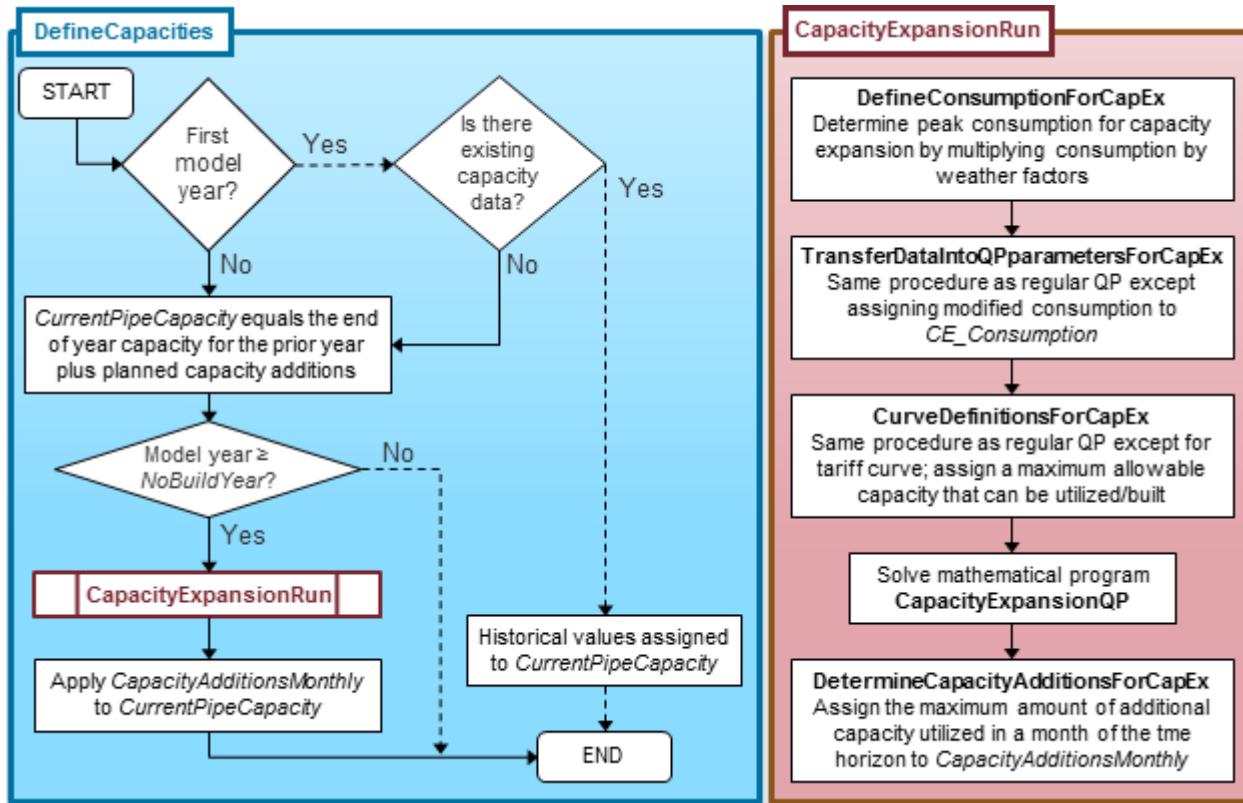 DefineCapacities
START
First
model
year?
Yes
Is there
existing
capacity
data?
Yes
No
No
CurrentPipeCapacity equals the end
of year capacity for the prior year
plus planned capacity additions
Model year ≥
NoBuildYear?
No
Yes
CapacityExpansionRun
Historical values assigned
to CurrentPipeCapacity
Apply CapacityAdditionsMonthly
to CurrentPipeCapacity
END
CapacityExpansionRun
DefineConsumptionForCapEx
Determine peak consumption for capacity
expansion by multiplying consumption by
weather factors
TransferDataIntoQPparametersForCapEx
Same procedure as regular QP except
assigning modified consumption to
CE_Consumption
CurveDefinitionsForCapEx
Same procedure as regular QP except for
tariff curve; assign a maximum allowable
capacity that can be utilized/built
Solve mathematical program
CapacityExpansionQP
DetermineCapacityAdditionsForCapEx
Assign the maximum amount of additional
capacity utilized in a month of the tme
horizon to CapacityAdditionsMonthly